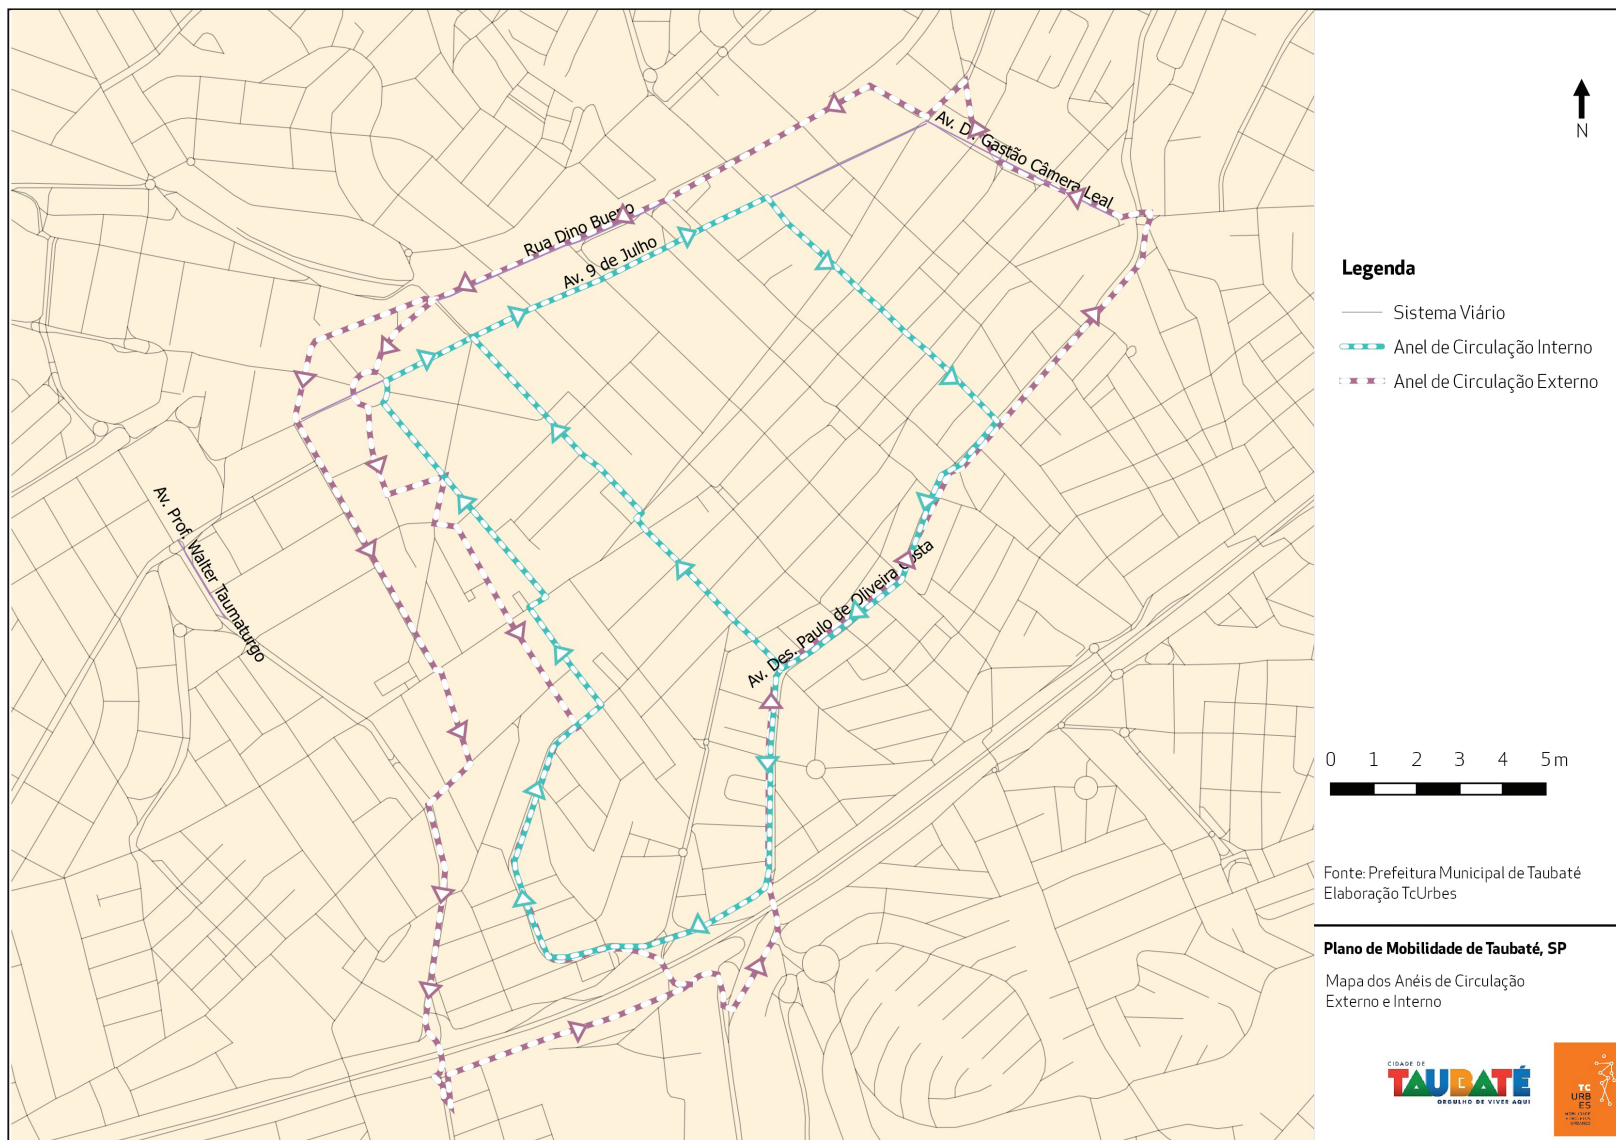 Av. D. Gastão Câmera Leal
Rua Dino Bueno
Av. 9 de Julho
Av. Prof. Walter Taumaturgo
Av. Des. Paulo de Oliveira Costa
N
Legenda
Sistema Viário
Anel de Circulação Interno
Anel de Circulação Externo
0 1 2 3 4 5 m
Fonte: Prefeitura Municipal de Taubaté
Elaboração TcUrbes
Plano de Mobilidade de Taubaté, SP
Mapa dos Anéis de Circulação
Externo e Interno
CIDADE DE
TAUBATÉ
ORGULHO DE VIVER AQUI
TC
URB
ES